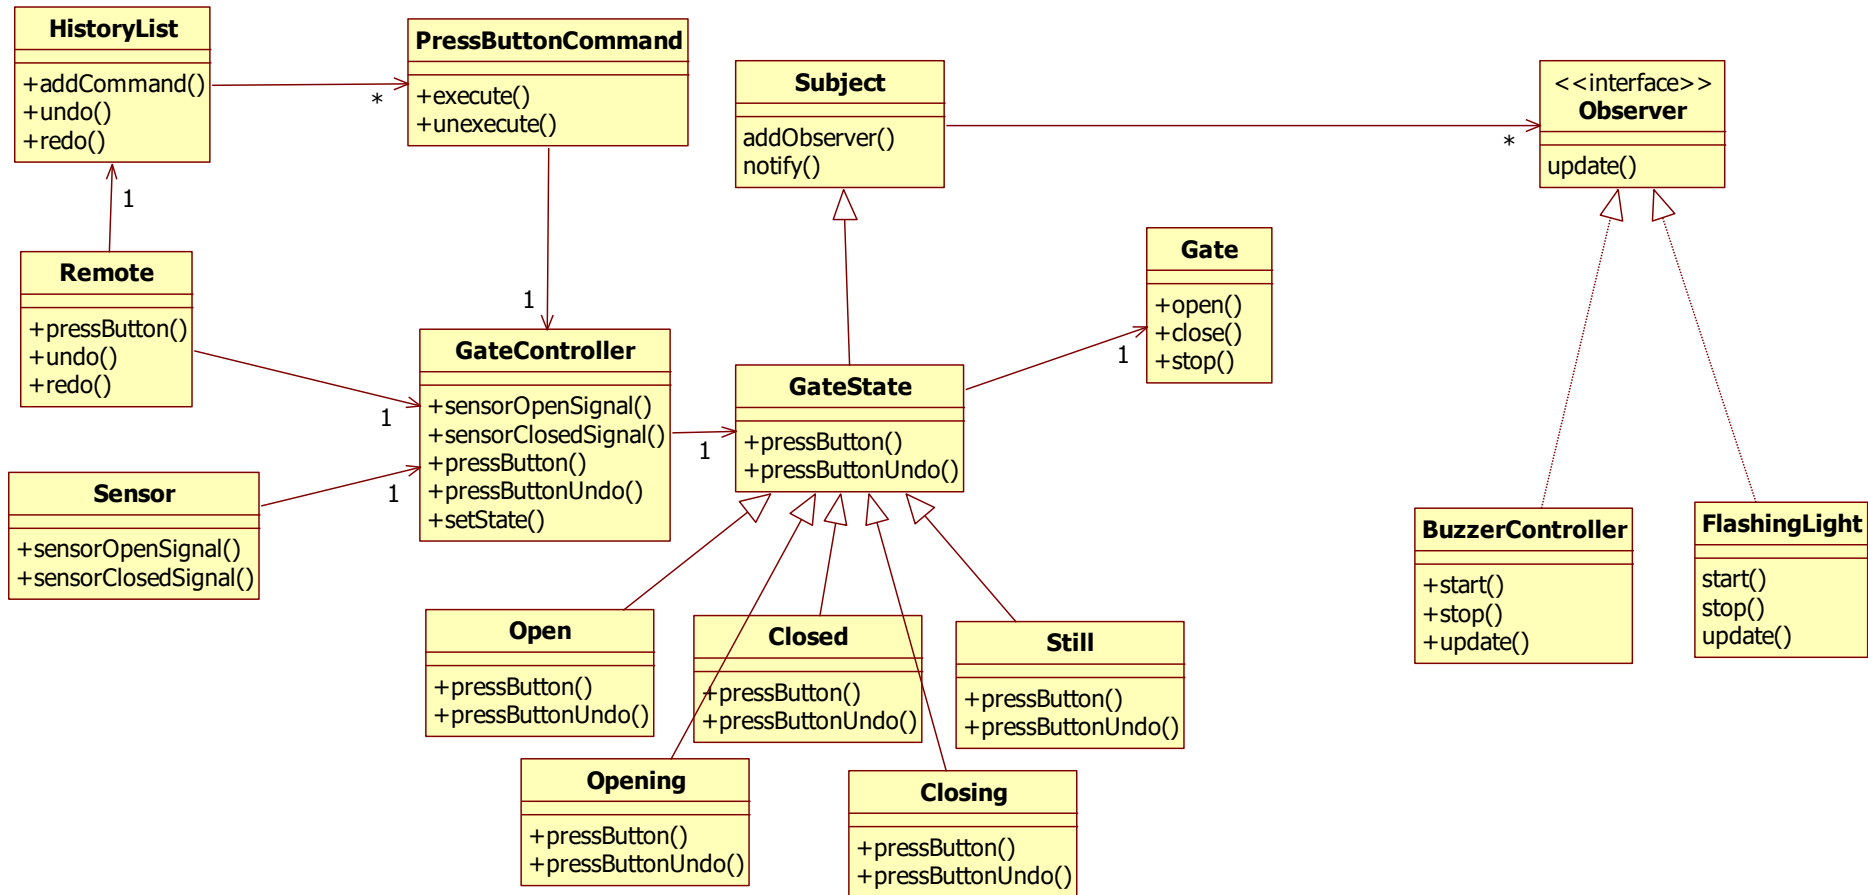 HistoryList
+addCommand()
+undo()
+redo()
*
PressButtonCommand
+execute()
+unexecute()
Subject
addObserver()
notify()
*
<<interface>>
Observer
update()
1
Remote
+pressButton()
+undo()
+redo()
1
1
GateController
+sensorOpenSignal()
+sensorClosedSignal()
+pressButton()
+pressButtonUndo()
+setState()
1
GateState
+pressButton()
+pressButtonUndo()
1
Gate
+open()
+close()
+stop()
Sensor
+sensorOpenSignal()
+sensorClosedSignal()
1
BuzzerController
+start()
+stop()
+update()
FlashingLight
start()
stop()
update()
Open
+pressButton()
+pressButtonUndo()
Closed
+pressButton()
+pressButtonUndo()
Still
+pressButton()
+pressButtonUndo()
Opening
+pressButton()
+pressButtonUndo()
Closing
+pressButton()
+pressButtonUndo()